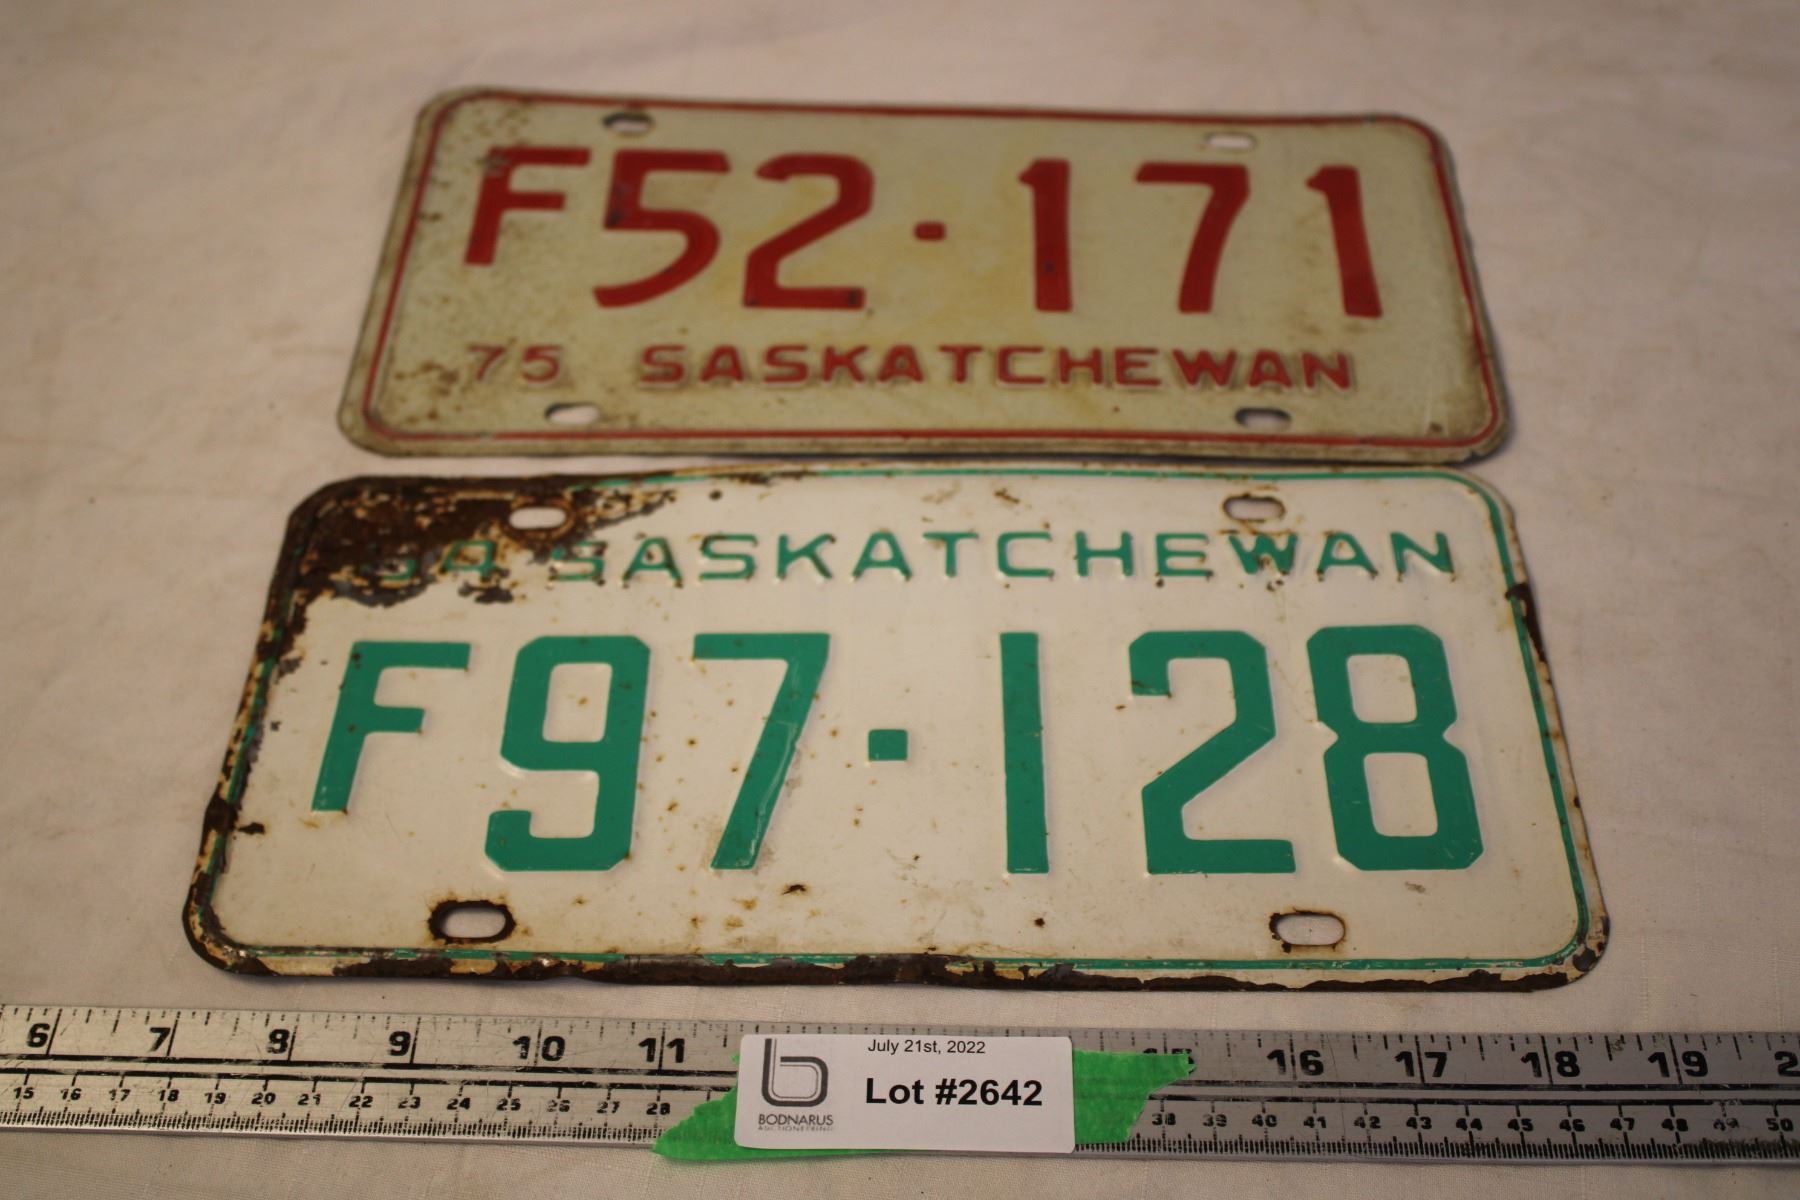 F52·171
75 SASKATCHEWAN
SASKATCHEWAN
F97·128
6 7 8 9 10 11 15 16 17 18 19
15 16 17 18 19 20 21 22 23 24 25 26 27 28 38 39 40 41 42 43 44 45 46 47 48 49 50
July 21st, 2022
Lot #2642
BODNARUS
AUCTIONEERING